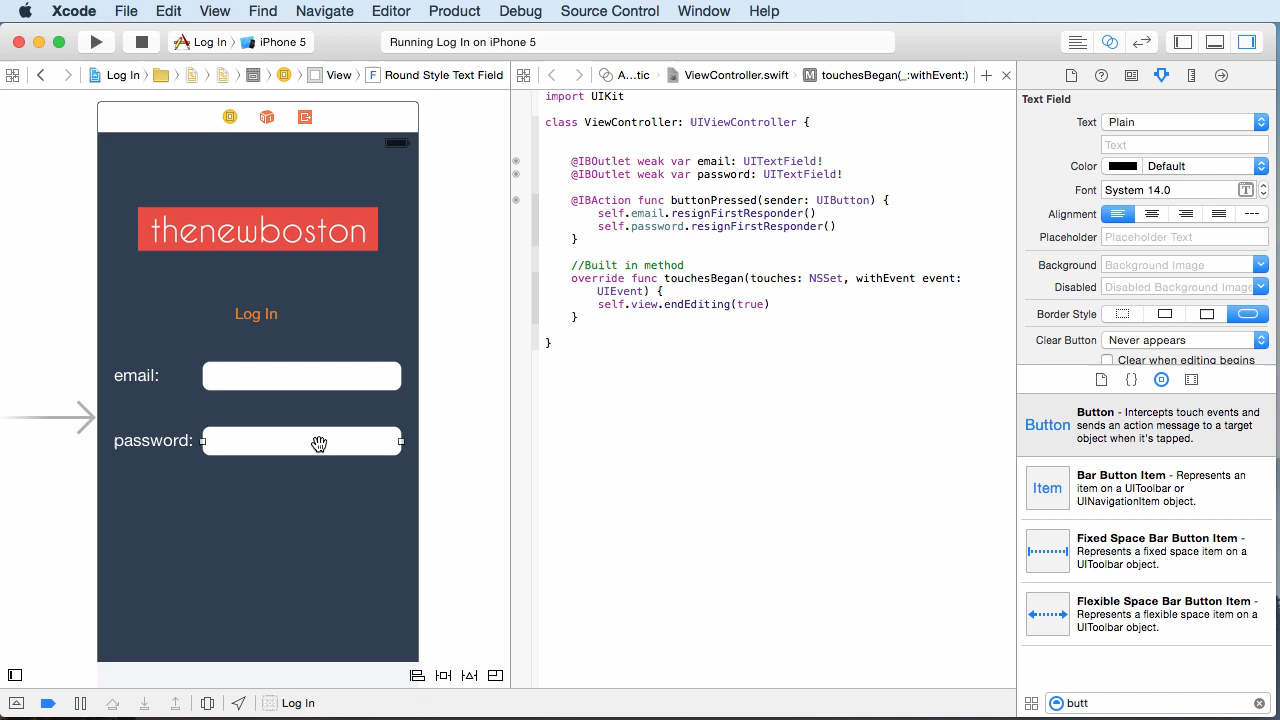 Xcode File Edit View Find Navigate Editor Product Debug Source Control Window Help
Log In iPhone 5 Running Log In on iPhone 5
Log In View F Round Style Text Field A...tic ViewController.swift touchesBegan(_:withEvent:)
thenewboston
Log In
email:
password:
import UIKit
class ViewController: UIViewController {
@IBOutlet weak var email: UITextField!
@IBOutlet weak var password: UITextField!
@IBAction func buttonPressed(sender: UIButton) {
self.email.resignFirstResponder()
self.password.resignFirstResponder()
}
//Built in method
override func touchesBegan(touches: NSSet, withEvent event:
UIEvent) {
self.view.endEditing(true)
}
}
Text Field
Text Plain
Text
Color Default
Font System 14.0 T
Alignment
Placeholder Placeholder Text
Background Background Image
Disabled Disabled Background Image
Border Style
Clear Button Never appears
Clear when editing begins
{}
Button
Button - Intercepts touch events and
sends an action message to a target
object when it's tapped.
Item
Bar Button Item - Represents an
item on a UIToolbar or
UINavigationItem object.
Fixed Space Bar Button Item -
Represents a fixed space item on a
UIToolbar object.
Flexible Space Bar Button Item -
Represents a flexible space item on a
UIToolbar object.
Log In
butt